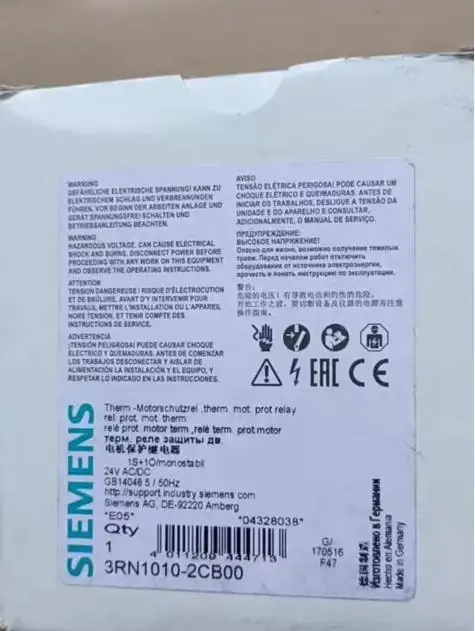 WARNUNG
GEFÄHRLICHE ELEKTRISCHE SPANNUNG! KANN ZU
ELEKTRISCHEM SCHLAG UND VERBRENNUNGEN
FÜHREN. VOR BEGINN DER ARBEITEN ANLAGE UND
GERÄT SPANNUNGSFREI SCHALTEN UND
BETRIEBSANLEITUNG BEACHTEN.
WARNING
HAZARDOUS VOLTAGE. CAN CAUSE ELECTRICAL
SHOCK AND BURNS. DISCONNECT POWER BEFORE
PROCEEDING WITH ANY WORK ON THIS EQUIPMENT
AND OBSERVE THE OPERATING INSTRUCTIONS.
ATTENTION
TENSION DANGEREUSE ! RISQUE D'ÉLECTROCUTION
ET DE BRÛLURE, AVANT D'Y INTERVENIR POUR
TRAVAUX, METTRE L'INSTALLATION OU L'APPAREIL
HORS TENSION, ET TENIR COMPTE DES
INSTRUCTIONS DE SERVICE.
ADVERTENCIA
¡TENSIÓN PELIGROSA! PUEDE CAUSAR CHOQUE
ELÉCTRICO Y QUEMADURAS. ANTES DE COMENZAR
LOS TRABAJOS DESCONECTAR Y AISLAR DE
ALIMENTACIÓN LA INSTALACIÓN Y EL EQUIPO, Y
RESPETAR LO INDICADO EN LAS INSTRUCCIONES.
AVISO
TENSÃO ELÉTRICA PERIGOSA! PODE CAUSAR UM
CHOQUE ELÉTRICO E QUEIMADURAS. ANTES DE
INICIAR OS TRABALHOS, DESLIGUE A TENSÃO DA
UNIDADE E DO APARELHO E CONSULTAR,
ADICIONALMENTE, O MANUAL DE SERVIÇO.
ПРЕДУПРЕЖДЕНИЕ:
ВЫСОКОЕ НАПРЯЖЕНИЕ!
Опасно для жизни, возможно получение тяжелых
травм. Перед началом работ отключить
оборудование от источника электроэнергии,
прочесть и понять инструкцию по эксплуатации.
警告:
危险的电压!有导致电击和灼伤的危险。
开始工作之前,要切断设备及仪器的电源并注意
操作指南。
EAC CE
SIEMENS
Therm.-Motorschutzrel.,therm. mot. prot relay
rel. prot. mot. therm
relé prot. motor term.,relé term. prot.motor
терм. реле защиты дв.
电机保护继电器
1S+1Ö/monostabil
24V AC/DC
GB14048.5 / 50Hz
http://support.industry.siemens.com
Siemens AG, DE-92220 Amberg
*E05*
*04328038*
Qty
1
4 011200 444713
3RN1010-2CB00
G/
170516
F47
德国制造
Изготовлено в Германии
Hecho en Alemania
Made in Germany